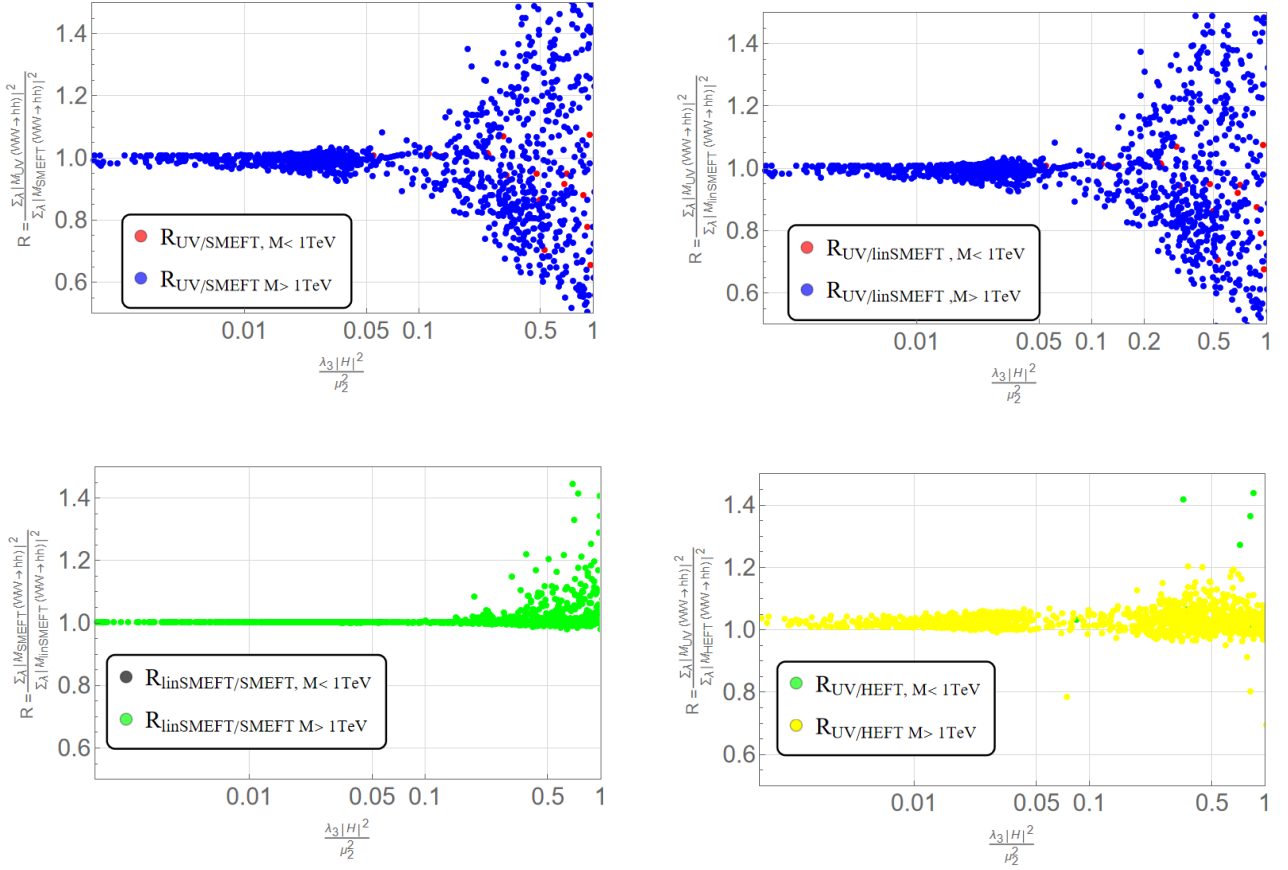 R = Σλ|MUV (WW→hh)|² / Σλ|MSMEFT (WW→hh)|²
1.4
1.2
1.0
0.8
0.6
RUV/SMEFT, M< 1TeV
RUV/SMEFT M> 1TeV
0.01 0.05 0.1 0.5 1
λ3|H|² / μ2²
R = Σλ|MUV (WW→hh)|² / Σλ|MlinSMEFT (WW→hh)|²
1.4
1.2
1.0
0.8
0.6
RUV/linSMEFT , M< 1TeV
RUV/linSMEFT ,M> 1TeV
0.01 0.05 0.1 0.2 0.5 1
λ3|H|² / μ2²
R = Σλ|MSMEFT (WW→hh)|² / Σλ|MlinSMEFT (WW→hh)|²
1.4
1.2
1.0
0.8
0.6
RlinSMEFT/SMEFT, M< 1TeV
RlinSMEFT/SMEFT M> 1TeV
0.01 0.05 0.1 0.5 1
λ3|H|² / μ2²
R = Σλ|MUV (WW→hh)|² / Σλ|MHEFT (WW→hh)|²
1.4
1.2
1.0
0.8
0.6
RUV/HEFT, M< 1TeV
RUV/HEFT M> 1TeV
0.01 0.05 0.1 0.5 1
λ3|H|² / μ2²